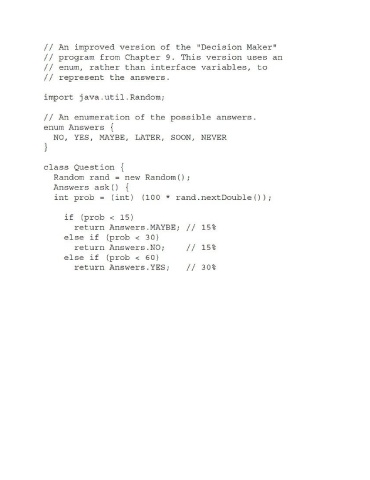 // An improved version of the "Decision Maker"
// program from Chapter 9. This version uses an
// enum, rather than interface variables, to
// represent the answers.

import java.util.Random;

// An enumeration of the possible answers.
enum Answers {
  NO, YES, MAYBE, LATER, SOON, NEVER
}

class Question {
  Random rand = new Random();
  Answers ask() {
  int prob = (int) (100 * rand.nextDouble());

    if (prob < 15)
      return Answers.MAYBE; // 15%
    else if (prob < 30)
      return Answers.NO;    // 15%
    else if (prob < 60)
      return Answers.YES;   // 30%